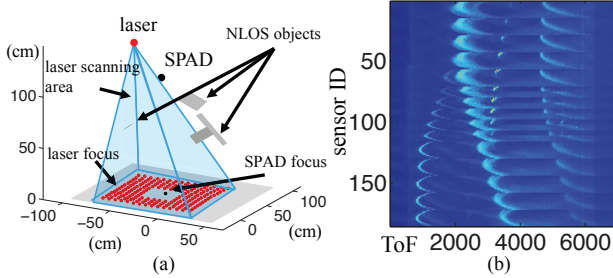 laser
(cm)
SPAD
NLOS objects
150
laser scanning
area
100
laser focus
50
SPAD focus
0
−100
−50
(cm)
0
50
0
50
100
(cm)
(a)
sensor ID
50
100
150
ToF
2000
4000
6000
(b)